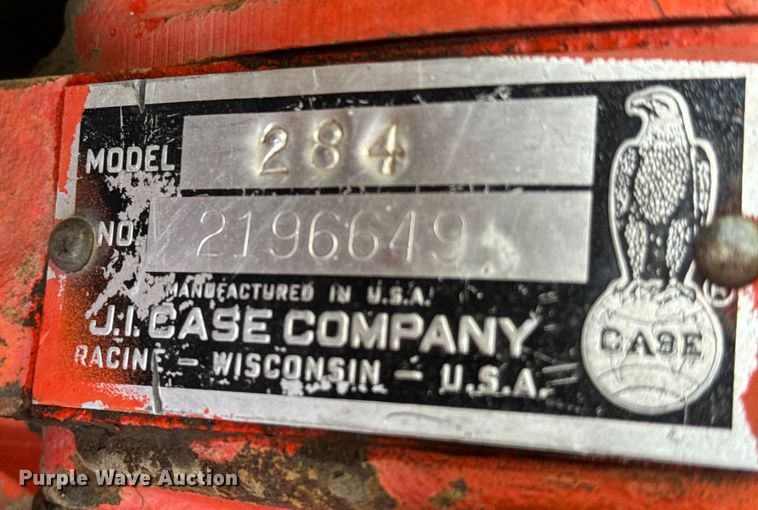 MODEL 284
NO. 2196649
MANUFACTURED IN U.S.A.
J.I. CASE COMPANY
RACINE - WISCONSIN - U.S.A.
CASE ®
Purple Wave Auction